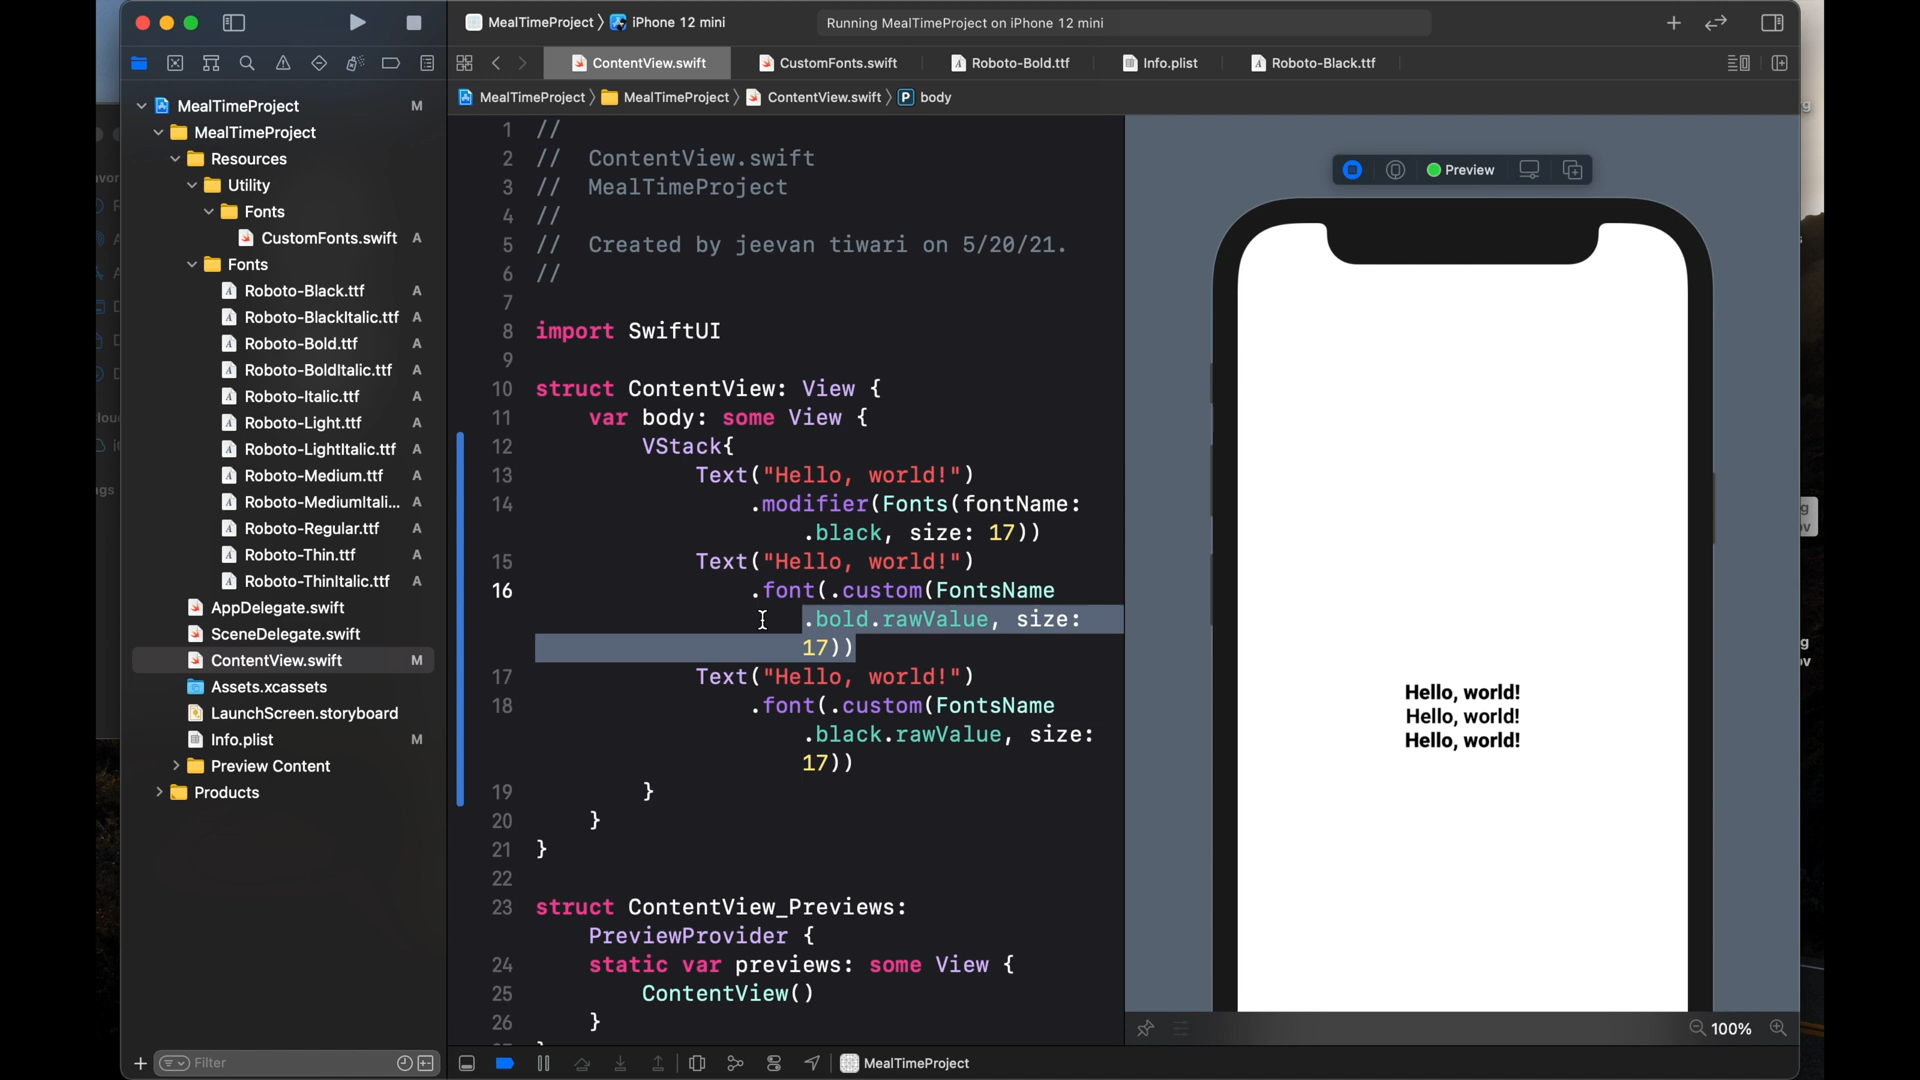 MealTimeProject
iPhone 12 mini
Running MealTimeProject on iPhone 12 mini
ContentView.swift
CustomFonts.swift
Roboto-Bold.ttf
Info.plist
Roboto-Black.ttf
MealTimeProject
MealTimeProject
ContentView.swift
P body
MealTimeProject M
MealTimeProject
Resources
Utility
Fonts
CustomFonts.swift A
Fonts
Roboto-Black.ttf A
Roboto-BlackItalic.ttf A
Roboto-Bold.ttf A
Roboto-BoldItalic.ttf A
Roboto-Italic.ttf A
Roboto-Light.ttf A
Roboto-LightItalic.ttf A
Roboto-Medium.ttf A
Roboto-MediumItali... A
Roboto-Regular.ttf A
Roboto-Thin.ttf A
Roboto-ThinItalic.ttf A
AppDelegate.swift
SceneDelegate.swift
ContentView.swift M
Assets.xcassets
LaunchScreen.storyboard
Info.plist M
Preview Content
Products
Filter
1 //
2 // ContentView.swift
3 // MealTimeProject
4 //
5 // Created by jeevan tiwari on 5/20/21.
6 //
7
8 import SwiftUI
9
10 struct ContentView: View {
11 var body: some View {
12 VStack{
13 Text("Hello, world!")
14 .modifier(Fonts(fontName:
.black, size: 17))
15 Text("Hello, world!")
16 .font(.custom(FontsName
.bold.rawValue, size:
17))
17 Text("Hello, world!")
18 .font(.custom(FontsName
.black.rawValue, size:
17))
19 }
20 }
21 }
22
23 struct ContentView_Previews:
PreviewProvider {
24 static var previews: some View {
25 ContentView()
26 }
MealTimeProject
Preview
Hello, world!
Hello, world!
Hello, world!
100%